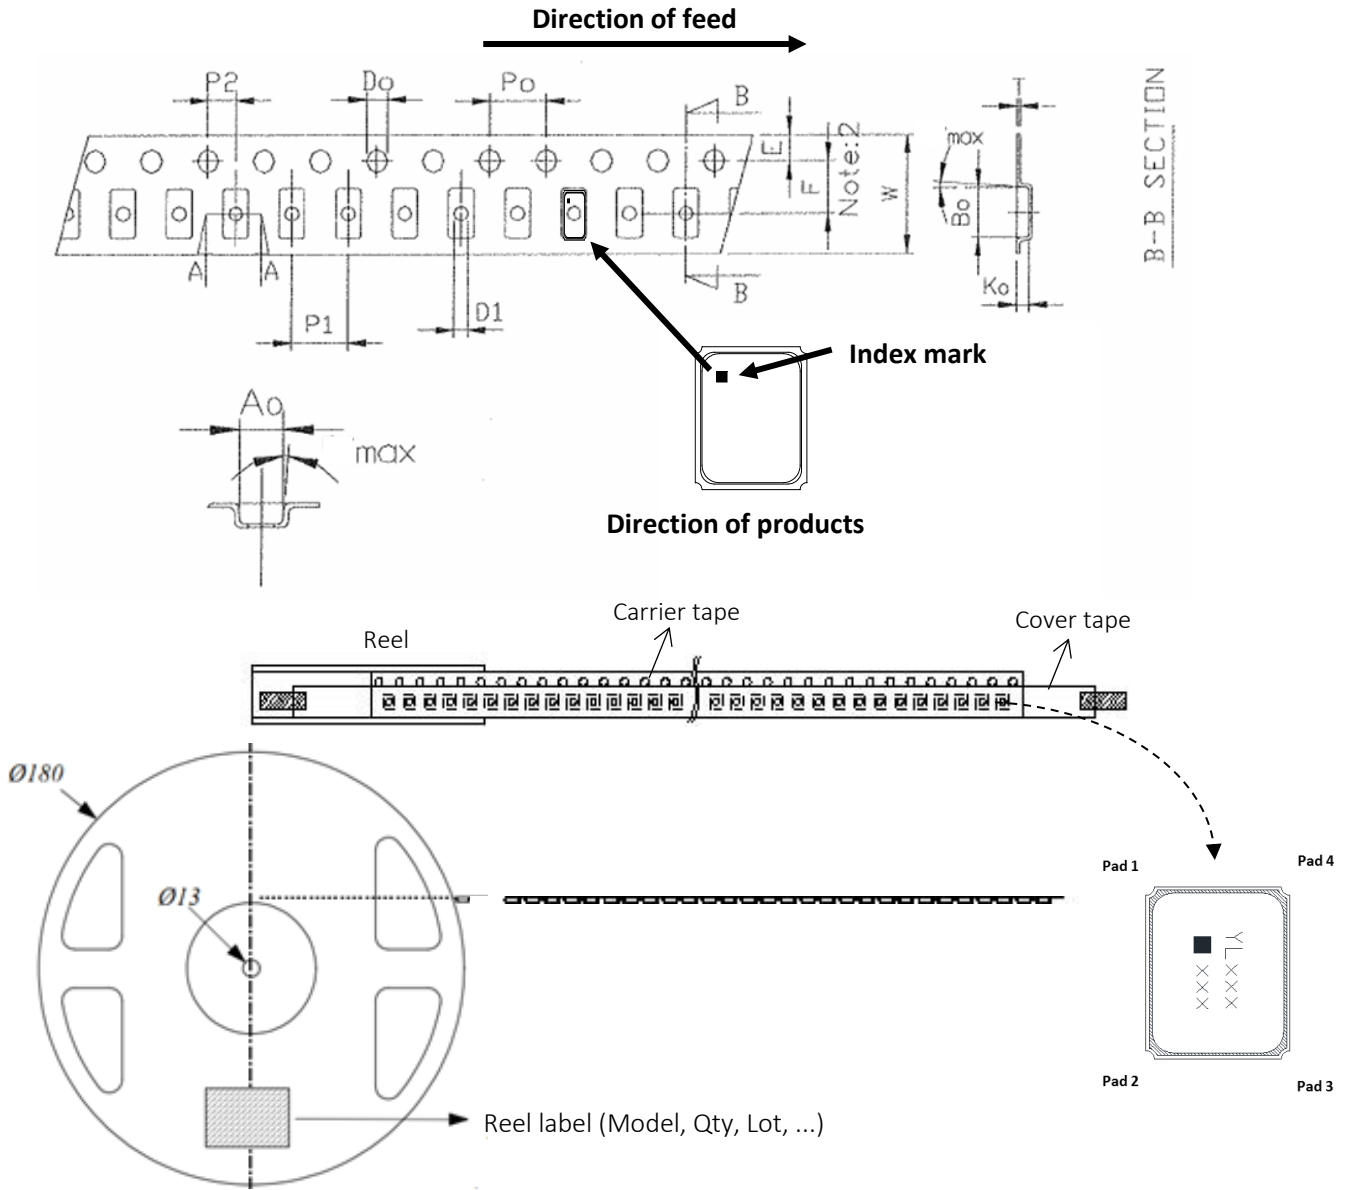 Direction of feed
P2
Do
Po
B
T
E
F
Note:2
W
max
Bo
Ko
B-B SECTION
A
A
P1
D1
B
Ao
max
Index mark
Direction of products
Reel
Carrier tape
Cover tape
Ø180
Ø13
Pad 1
Pad 4
YLXXX
XXX
Pad 2
Pad 3
Reel label (Model, Qty, Lot, ...)